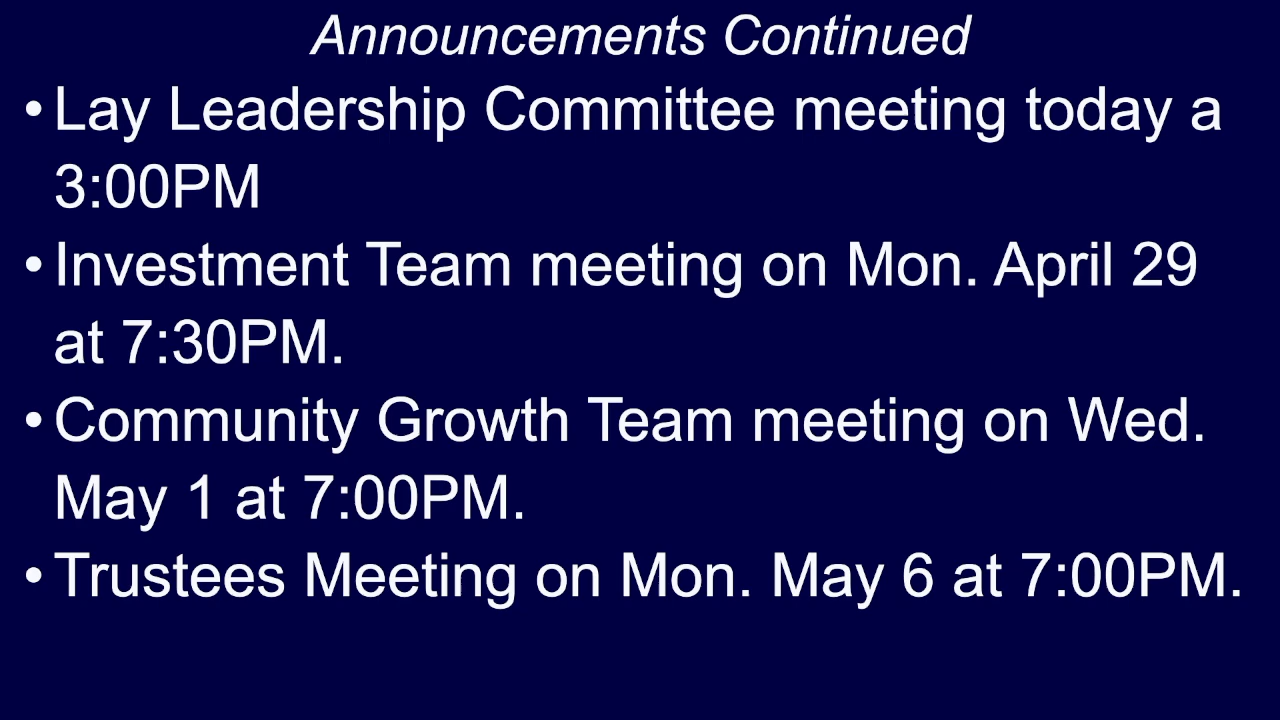 Announcements Continued
• Lay Leadership Committee meeting today a
3:00PM
• Investment Team meeting on Mon. April 29
at 7:30PM.
• Community Growth Team meeting on Wed.
May 1 at 7:00PM.
• Trustees Meeting on Mon. May 6 at 7:00PM.